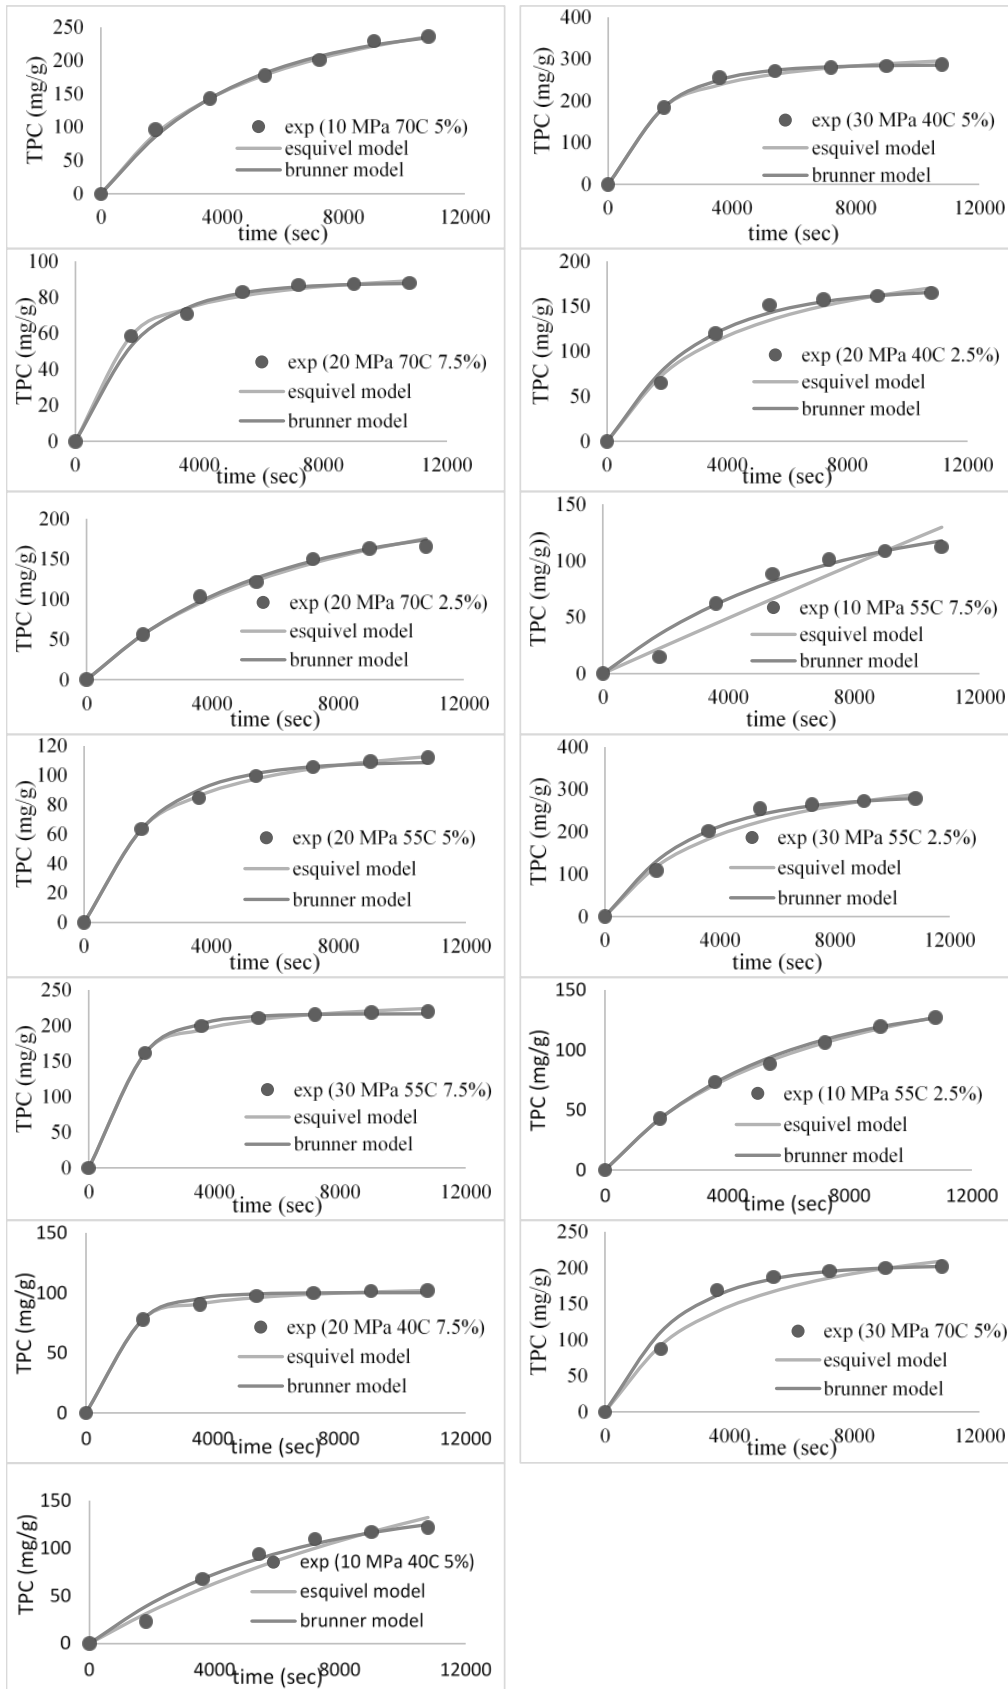 250
200
150
100
50
0
TPC (mg/g)
exp (10 MPa 70C 5%)
esquivel model
brunner model
0 4000 8000 12000
time (sec)
400
300
200
100
0
TPC (mg/g)
exp (30 MPa 40C 5%)
esquivel model
brunner model
0 4000 8000 12000
time (sec)
100
80
60
40
20
0
TPC (mg/g)
exp (20 MPa 70C 7.5%)
esquivel model
brunner model
0 4000 8000 12000
time (sec)
200
150
100
50
0
TPC (mg/g)
exp (20 MPa 40C 2.5%)
esquivel model
brunner model
0 4000 8000 12000
time (sec)
200
150
100
50
0
TPC (mg/g)
exp (20 MPa 70C 2.5%)
esquivel model
brunner model
0 4000 8000 12000
time (sec)
150
100
50
0
TPC (mg/g))
exp (10 MPa 55C 7.5%)
esquivel model
brunner model
0 4000 8000 12000
time (sec)
120
100
80
60
40
20
0
TPC (mg/g)
exp (20 MPa 55C 5%)
esquivel model
brunner model
0 4000 8000 12000
time (sec)
400
300
200
100
0
TPC (mg/g)
exp (30 MPa 55C 2.5%)
esquivel model
brunner model
0 4000 8000 12000
time (sec)
250
200
150
100
50
0
TPC (mg/g)
exp (30 MPa 55C 7.5%)
esquivel model
brunner model
0 4000 8000 12000
time (sec)
150
100
50
0
TPC (mg/g)
exp (10 MPa 55C 2.5%)
esquivel model
brunner model
0 4000 8000 12000
time (sec)
150
100
50
0
TPC (mg/g)
exp (20 MPa 40C 7.5%)
esquivel model
brunner model
0 4000 8000 12000
time (sec)
250
200
150
100
50
0
TPC (mg/g)
exp (30 MPa 70C 5%)
esquivel model
brunner model
0 4000 8000 12000
time (sec)
150
100
50
0
TPC (mg/g)
exp (10 MPa 40C 5%)
esquivel model
brunner model
0 4000 8000 12000
time (sec)